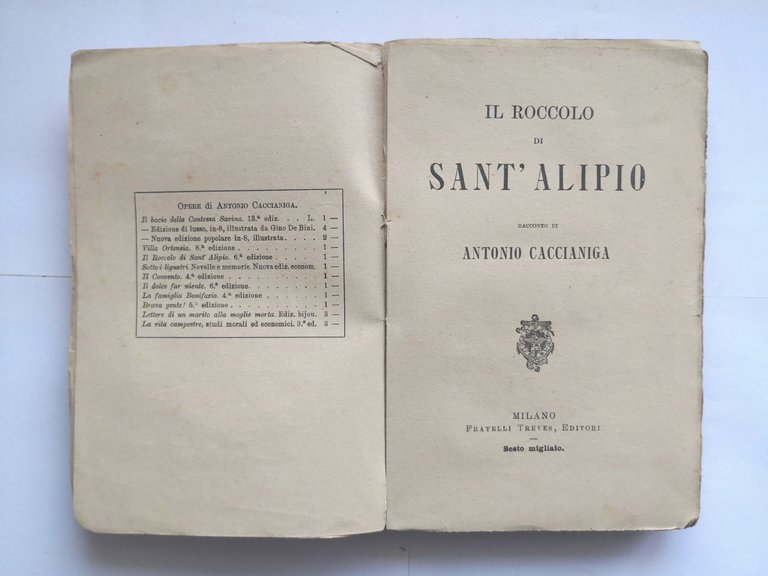 OPERE di ANTONIO CACCIANIGA.
Il bacio della Contessa Savina. 13.ª ediz. . . L. 1 —
— Edizione di lusso, in-8, illustrata da Gino De Bini. 4 —
— Nuova edizione popolare in-8, illustrata. . . . . 2 —
Villa Ortensia. 8.ª edizione . . . . . . . . . . . 1 —
Il Roccolo di Sant' Alipio. 6.ª edizione . . . . . . 1 —
Sotto i ligustri. Novelle e memorie. Nuova ediz. econom. 1 —
Il Convento. 4.ª edizione . . . . . . . . . . . . . 1 —
Il dolce far niente. 6.ª edizione. . . . . . . . . . 1 —
La famiglia Bonifazio. 4.ª edizione . . . . . . . . 1 —
Brava gente! 5.ª edizione . . . . . . . . . . . . . 1 —
Lettere di un marito alla moglie morta. Ediz. bijou. 3 —
La vita campestre, studi morali ed economici. 3.ª ed. 3 —
IL ROCCOLO
DI
SANT' ALIPIO
RACCONTO DI
ANTONIO CACCIANIGA
MILANO
FRATELLI TREVES, EDITORI
—
Sesto migliaio.